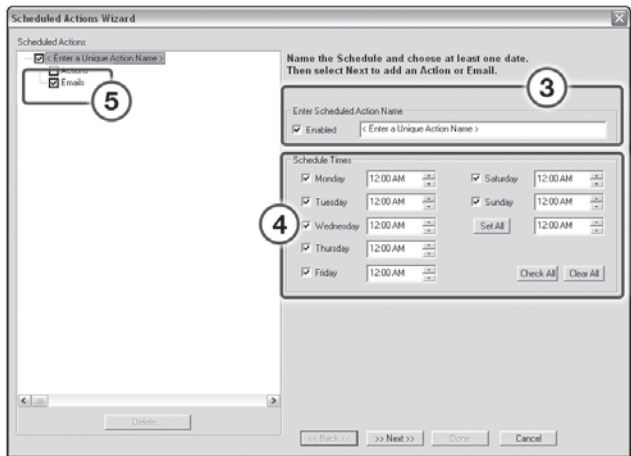 Scheduled Actions Wizard
Scheduled Actions
< Enter a Unique Action Name >
Actions
Emails
5
Name the Schedule and choose at least one date.
Then select Next to add an Action or Email.
3
Enter Scheduled Action Name
Enabled < Enter a Unique Action Name >
Schedule Times
Monday 12:00 AM Saturday 12:00 AM
Tuesday 12:00 AM Sunday 12:00 AM
4
Wednesday 12:00 AM Set All 12:00 AM
Thursday 12:00 AM
Friday 12:00 AM Check All Clear All
Delete...
<< Back << >> Next >> Done Cancel